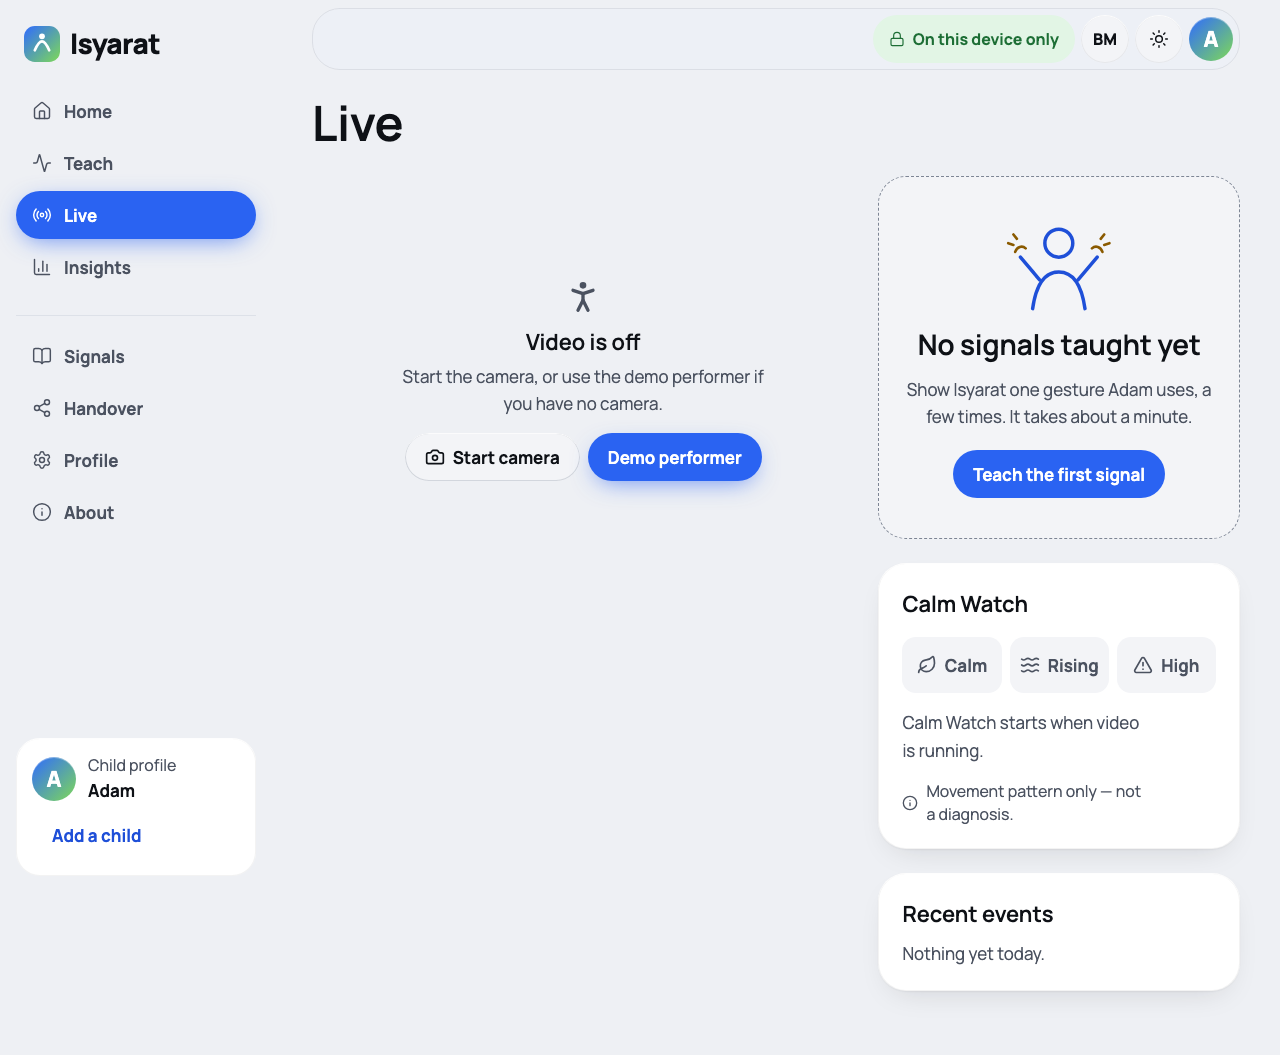 Isyarat
On this device only
BM
A
Home
Teach
Live
Insights
Signals
Handover
Profile
About
A
Child profile
Adam
Add a child
Live
Video is off
Start the camera, or use the demo performer if
you have no camera.
Start camera
Demo performer
No signals taught yet
Show Isyarat one gesture Adam uses, a
few times. It takes about a minute.
Teach the first signal
Calm Watch
Calm
Rising
High
Calm Watch starts when video
is running.
Movement pattern only — not
a diagnosis.
Recent events
Nothing yet today.